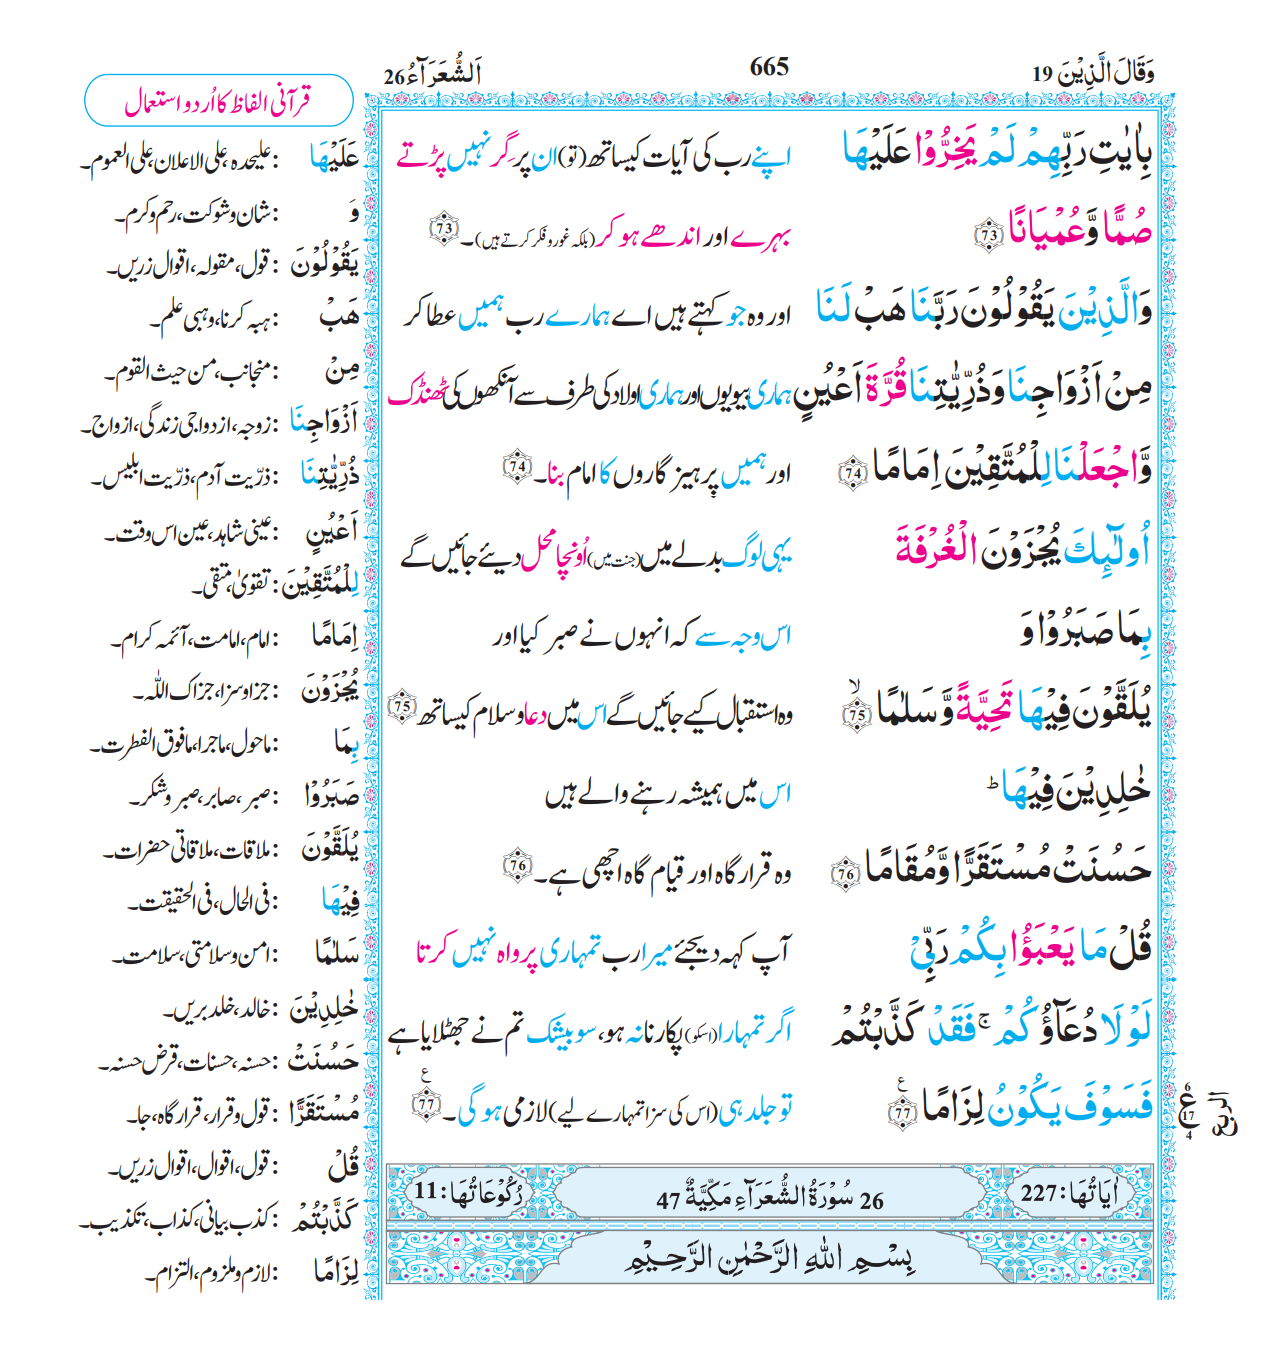 وَقَالَ الَّذِیْنَ 19
665
اَلشُّعَرَآءُ 26
بِاٰیٰتِ رَبِّهِمْ لَمْ یَخِرُّوْا عَلَیْهَا
اپنے رب کی آیات کیساتھ (تو) ان پر گر نہیں پڑتے
صُمًّا وَّعُمْیَانًا ﴿73﴾
بہرے اور اندھے ہو کر (بلکہ غور و فکر کرتے ہیں)۔ ﴿73﴾
وَالَّذِیْنَ یَقُوْلُوْنَ رَبَّنَا هَبْ لَنَا
اور وہ جو کہتے ہیں اے ہمارے رب ہمیں عطا کر
مِنْ اَزْوَاجِنَا وَذُرِّیّٰتِنَا قُرَّةَ اَعْیُنٍ
ہماری بیویوں اور ہماری اولاد کی طرف سے آنکھوں کی ٹھنڈک
وَّاجْعَلْنَا لِلْمُتَّقِیْنَ اِمَامًا ﴿74﴾
اور ہمیں پرہیز گاروں کا امام بنا۔ ﴿74﴾
اُولٰٓئِكَ یُجْزَوْنَ الْغُرْفَةَ
یہی لوگ بدلے میں (جنت میں) اُونچا محل دیئے جائیں گے
بِمَا صَبَرُوْا وَ
اس وجہ سے کہ انہوں نے صبر کیا اور
یُلَقَّوْنَ فِیْهَا تَحِیَّةً وَّسَلٰمًا ﴿75﴾ۙ
وہ استقبال کیے جائیں گے اس میں دعا و سلام کیساتھ ﴿75﴾
خٰلِدِیْنَ فِیْهَا ؕ
اس میں ہمیشہ رہنے والے ہیں
حَسُنَتْ مُسْتَقَرًّا وَّمُقَامًا ﴿76﴾
وہ قرار گاہ اور قیام گاہ اچھی ہے۔ ﴿76﴾
قُلْ مَا یَعْبَؤُا بِكُمْ رَبِّیْ
آپ کہہ دیجئے میرا رب تمہاری پرواہ نہیں کرتا
لَوْلَا دُعَآؤُكُمْ ۚ فَقَدْ كَذَّبْتُمْ
اگر تمہارا (اسکو) پکارنا نہ ہو، سو بیشک تم نے جھٹلایا ہے
فَسَوْفَ یَكُوْنُ لِزَامًا ﴿77﴾ ع
تو جلد ہی (اس کی سزا تمہارے لیے) لازمی ہو گی۔ ﴿77﴾ ع
الربع
ع 6 17 4
اٰیَاتُهَا: 227
26 سُوْرَةُ الشُّعَرَآءِ مَكِّیَّةٌ 47
رُكُوْعَاتُهَا: 11
بِسْمِ اللّٰهِ الرَّحْمٰنِ الرَّحِیْمِ
قرآنی الفاظ کا اُردو استعمال
عَلَیْهَا : علیحدہ، علی الاعلان، علی العموم۔
وَ : شان و شوکت، رحم و کرم۔
یَقُوْلُوْنَ : قول، مقولہ، اقوال زریں۔
هَبْ : ہبہ کرنا، وہبی علم۔
مِنْ : منجانب، من حیث القوم۔
اَزْوَاجِنَا : زوجہ، ازدواجی زندگی، ازواج۔
ذُرِّیّٰتِنَا : ذرّیت آدم، ذرّیت ابلیس۔
اَعْیُنٍ : عینی شاہد، عین اس وقت۔
لِلْمُتَّقِیْنَ : تقویٰ، متقی۔
اِمَامًا : امام، امامت، آئمہ کرام۔
یُجْزَوْنَ : جزا و سزا، جزاک اللّٰہ۔
بِمَا : ماحول، ماجرا، مافوق الفطرت۔
صَبَرُوْا : صبر، صابر، صبر و شکر۔
یُلَقَّوْنَ : ملاقات، ملاقاتی حضرات۔
فِیْهَا : فی الحال، فی الحقیقت۔
سَلٰمًا : امن و سلامتی، سلامت۔
خٰلِدِیْنَ : خالد، خلد بریں۔
حَسُنَتْ : حسنہ، حسنات، قرض حسنہ۔
مُسْتَقَرًّا : قول و قرار، قرار گاہ، جا۔
قُلْ : قول، اقوال، اقوال زریں۔
كَذَّبْتُمْ : کذب بیانی، کذاب، تکذیب۔
لِزَامًا : لازم و ملزوم، التزام۔